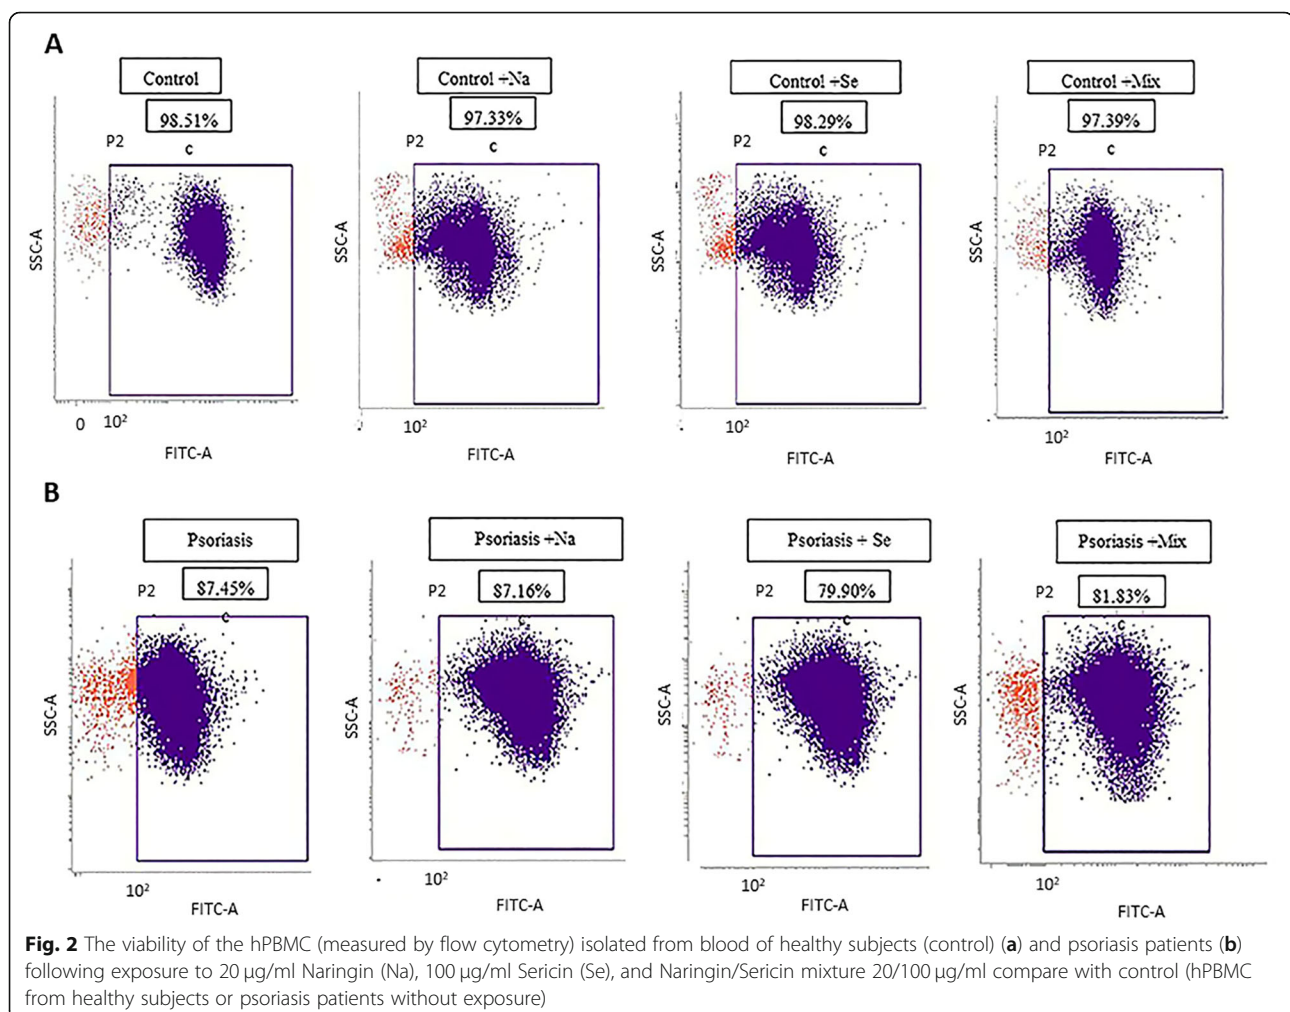 A
Control
Control +Na
Control +Se
Control +Mix
98.51%
97.33%
98.29%
97.39%
P2
P2
P2
P2
c
c
c
c
SSC-A
SSC-A
SSC-A
SSC-A
0 10²
10²
10²
10²
FITC-A
FITC-A
FITC-A
FITC-A
B
Psoriasis
Psoriasis +Na
Psoriasis + Se
Psoriasis +Mix
87.45%
87.16%
79.90%
81.83%
P2
P2
P2
P2
c
c
c
c
SSC-A
SSC-A
SSC-A
SSC-A
10²
10²
10²
10²
FITC-A
FITC-A
FITC-A
FITC-A
Fig. 2 The viability of the hPBMC (measured by flow cytometry) isolated from blood of healthy subjects (control) (a) and psoriasis patients (b)
following exposure to 20 μg/ml Naringin (Na), 100 μg/ml Sericin (Se), and Naringin/Sericin mixture 20/100 μg/ml compare with control (hPBMC
from healthy subjects or psoriasis patients without exposure)